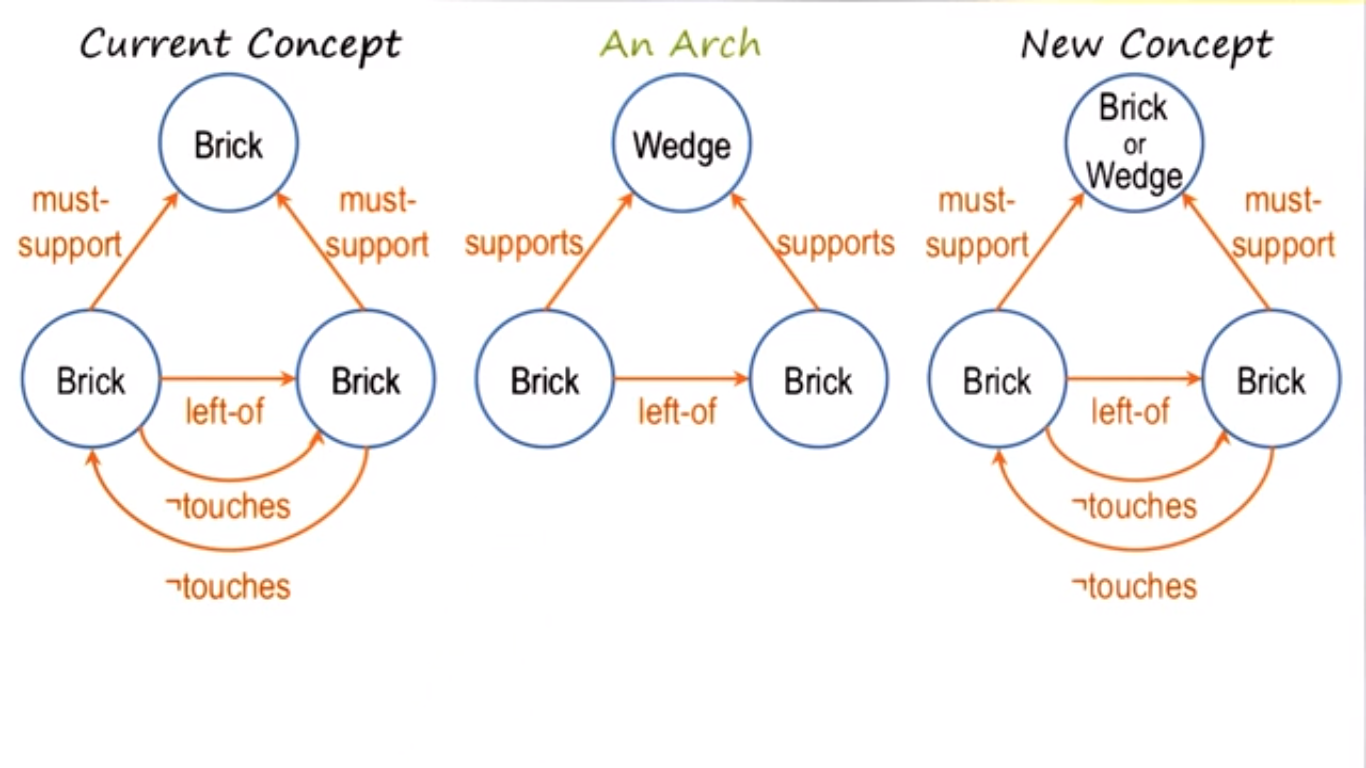 Current Concept
Brick
must-
support
must-
support
Brick
left-of
Brick
¬touches
¬touches
An Arch
Wedge
supports
supports
Brick
left-of
Brick
New Concept
Brick
or
Wedge
must-
support
must-
support
Brick
left-of
Brick
¬touches
¬touches